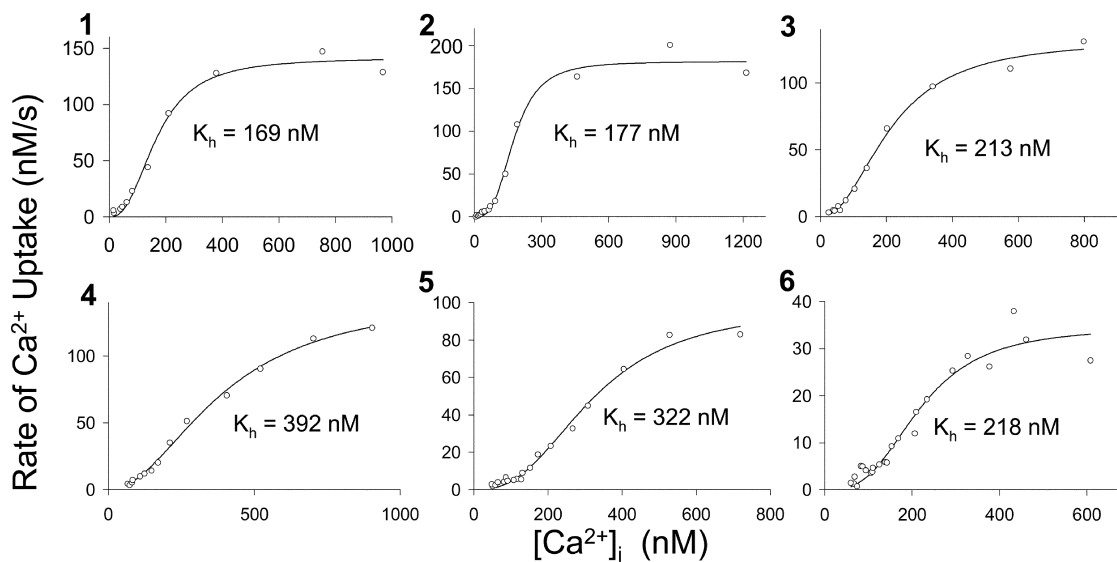 Rate of Ca²⁺ Uptake (nM/s)
1
150
100
50
0
0 200 400 600 800 1000
K_h = 169 nM
2
200
150
100
50
0
0 300 600 900 1200
K_h = 177 nM
3
100
50
0
0 200 400 600 800
K_h = 213 nM
4
100
50
0
0 500 1000
K_h = 392 nM
5
100
80
60
40
20
0
0 200 400 600 800
K_h = 322 nM
6
40
30
20
10
0
0 200 400 600
K_h = 218 nM
[Ca²⁺]ᵢ (nM)